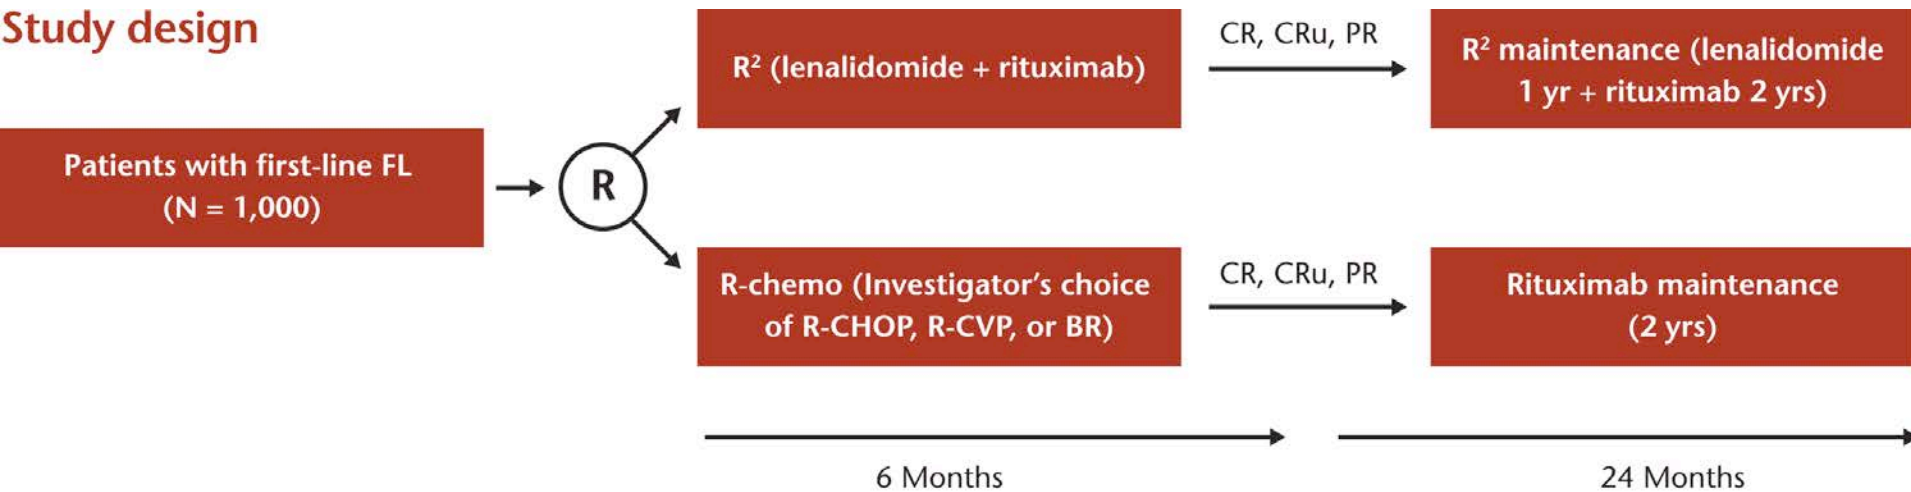 Study design
Patients with first-line FL
(N = 1,000)
R
R² (lenalidomide + rituximab)
CR, CRu, PR
R² maintenance (lenalidomide
1 yr + rituximab 2 yrs)
R-chemo (Investigator’s choice
of R-CHOP, R-CVP, or BR)
CR, CRu, PR
Rituximab maintenance
(2 yrs)
6 Months
24 Months